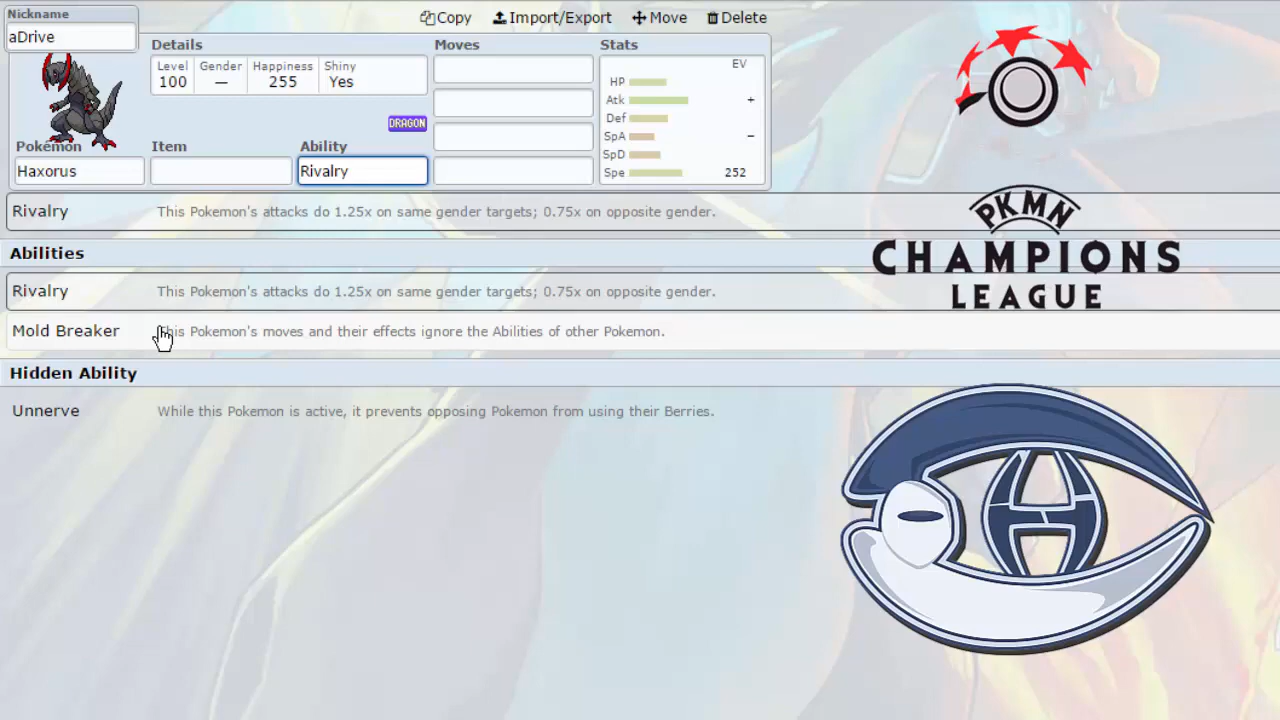 Nickname
aDrive
Copy Import/Export Move Delete
Details
Moves
Stats
Level Gender Happiness Shiny
100 — 255 Yes
EV
HP
Atk +
Def
SpA −
SpD
Spe 252
DRAGON
Pokémon Item Ability
Haxorus Rivalry
Rivalry This Pokemon's attacks do 1.25x on same gender targets; 0.75x on opposite gender.
Abilities
Rivalry This Pokemon's attacks do 1.25x on same gender targets; 0.75x on opposite gender.
Mold Breaker This Pokemon's moves and their effects ignore the Abilities of other Pokemon.
Hidden Ability
Unnerve While this Pokemon is active, it prevents opposing Pokemon from using their Berries.
PKMN
CHAMPIONS
LEAGUE
H